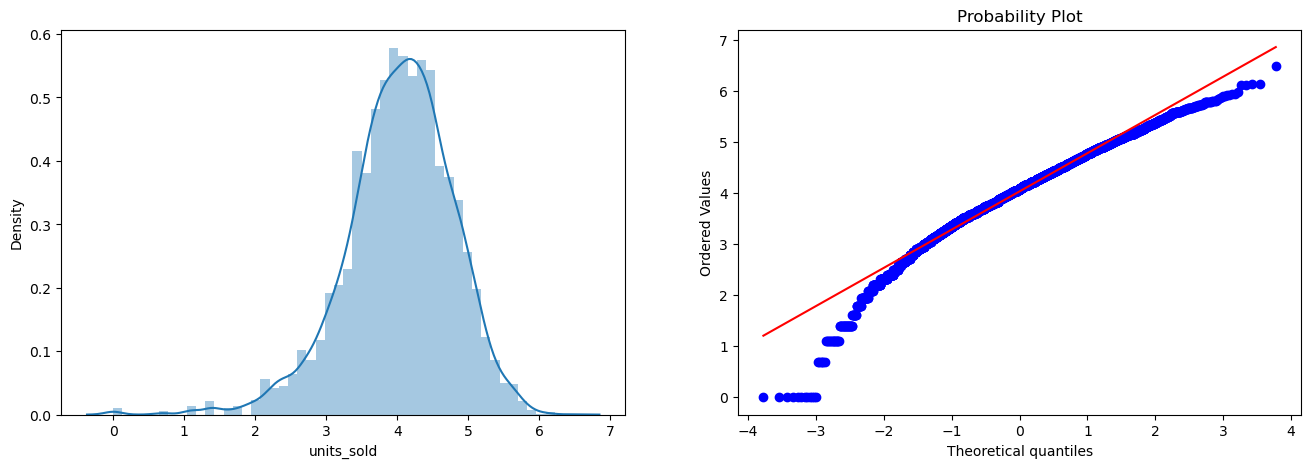 Density
0.6
0.5
0.4
0.3
0.2
0.1
0.0
0 1 2 3 4 5 6 7
units_sold
Probability Plot
Ordered Values
7
6
5
4
3
2
1
0
−4 −3 −2 −1 0 1 2 3 4
Theoretical quantiles